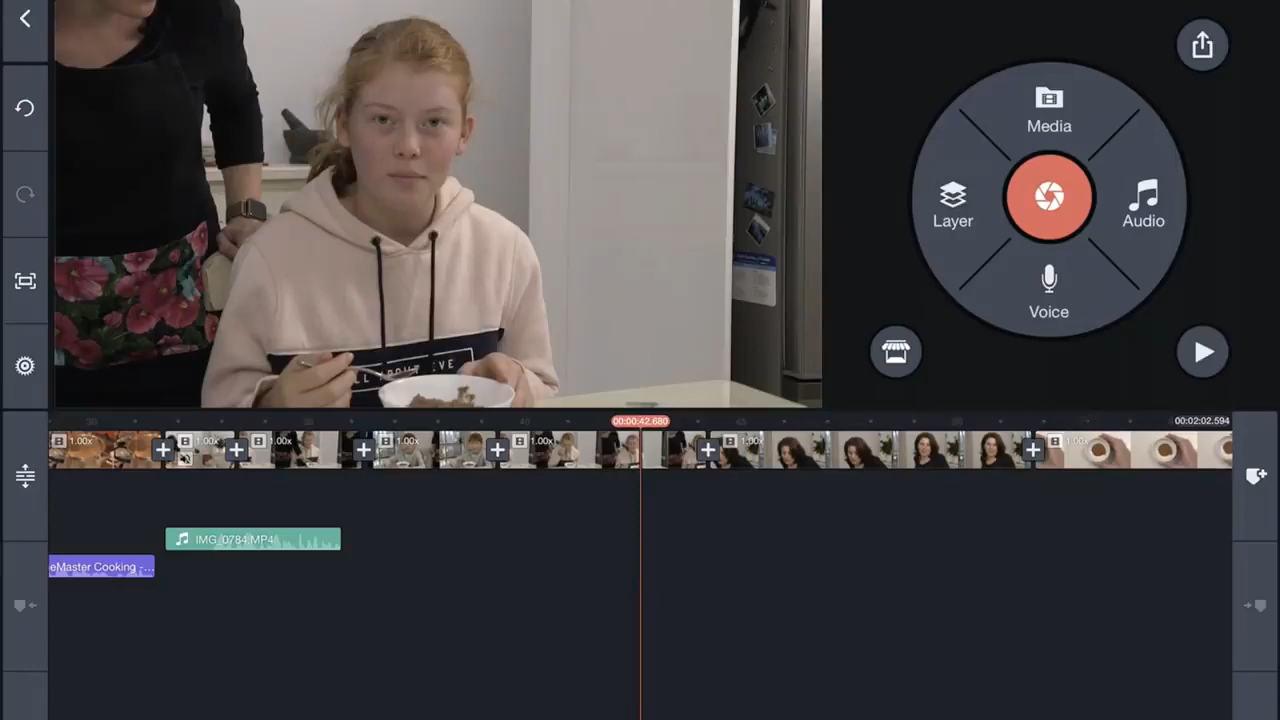 Media
Layer
Audio
Voice
00:00:42.680
00:02:02.594
1.00x
1.00x
1.00x
1.00x
1.00x
1.00x
1.00x
IMG_0784.MP4
eMaster Cooking -...